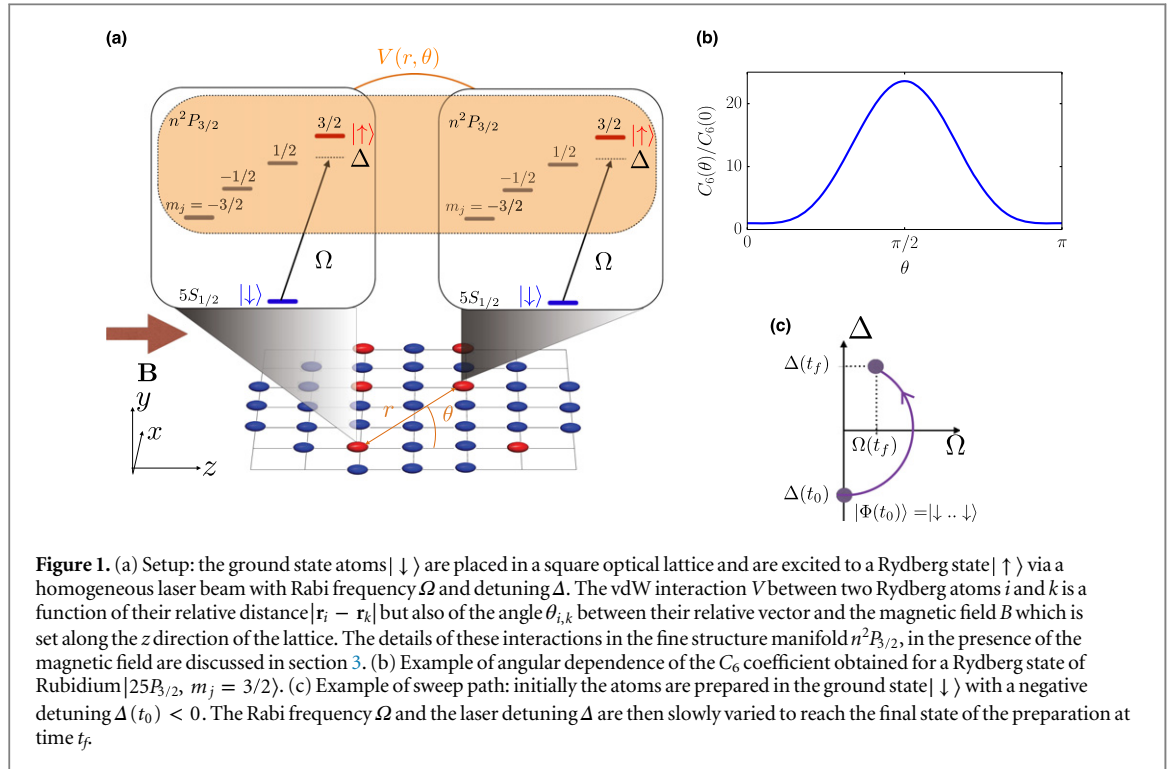 (a)
V(r, θ)
n²P₃/₂
3/2
|↑⟩
Δ
1/2
−1/2
m_j = −3/2
Ω
5S₁/₂ |↓⟩
n²P₃/₂
3/2
|↑⟩
Δ
1/2
−1/2
m_j = −3/2
Ω
5S₁/₂ |↓⟩
B
y
x
z
r
θ
(b)
C₆(θ)/C₆(0)
20
10
0
0 π/2 π
θ
(c)
Δ
Δ(t_f)
Ω(t_f) Ω
Δ(t₀)
|Φ(t₀)⟩ =|↓ .. ↓⟩
Figure 1. (a) Setup: the ground state atoms| ↓ ⟩ are placed in a square optical lattice and are excited to a Rydberg state| ↑ ⟩ via a
homogeneous laser beam with Rabi frequency Ω and detuning Δ. The vdW interaction V between two Rydberg atoms i and k is a
function of their relative distance|r_i − r_k| but also of the angle θ_i,k between their relative vector and the magnetic field B which is
set along the z direction of the lattice. The details of these interactions in the fine structure manifold n²P₃/₂, in the presence of the
magnetic field are discussed in section 3. (b) Example of angular dependence of the C₆ coefficient obtained for a Rydberg state of
Rubidium|25P₃/₂, m_j = 3/2⟩. (c) Example of sweep path: initially the atoms are prepared in the ground state| ↓ ⟩ with a negative
detuning Δ(t₀) < 0. The Rabi frequency Ω and the laser detuning Δ are then slowly varied to reach the final state of the preparation at
time t_f.